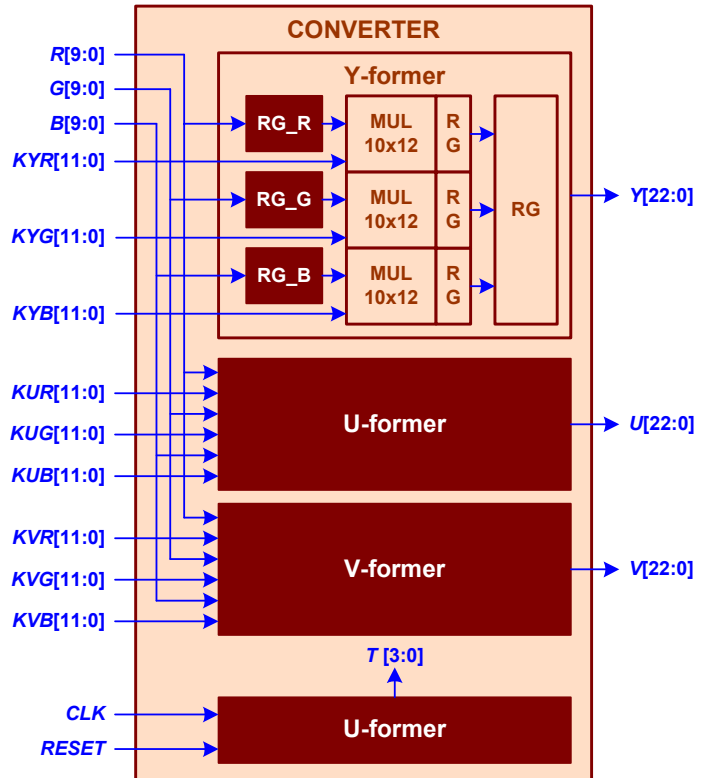 CONVERTER
R[9:0]
G[9:0]
B[9:0]
KYR[11:0]
KYG[11:0]
KYB[11:0]
Y-former
RG_R
MUL
10x12
R
G
RG_G
MUL
10x12
R
G
RG_B
MUL
10x12
R
G
RG
Y[22:0]
KUR[11:0]
KUG[11:0]
KUB[11:0]
U-former
U[22:0]
KVR[11:0]
KVG[11:0]
KVB[11:0]
V-former
V[22:0]
T [3:0]
CLK
RESET
U-former